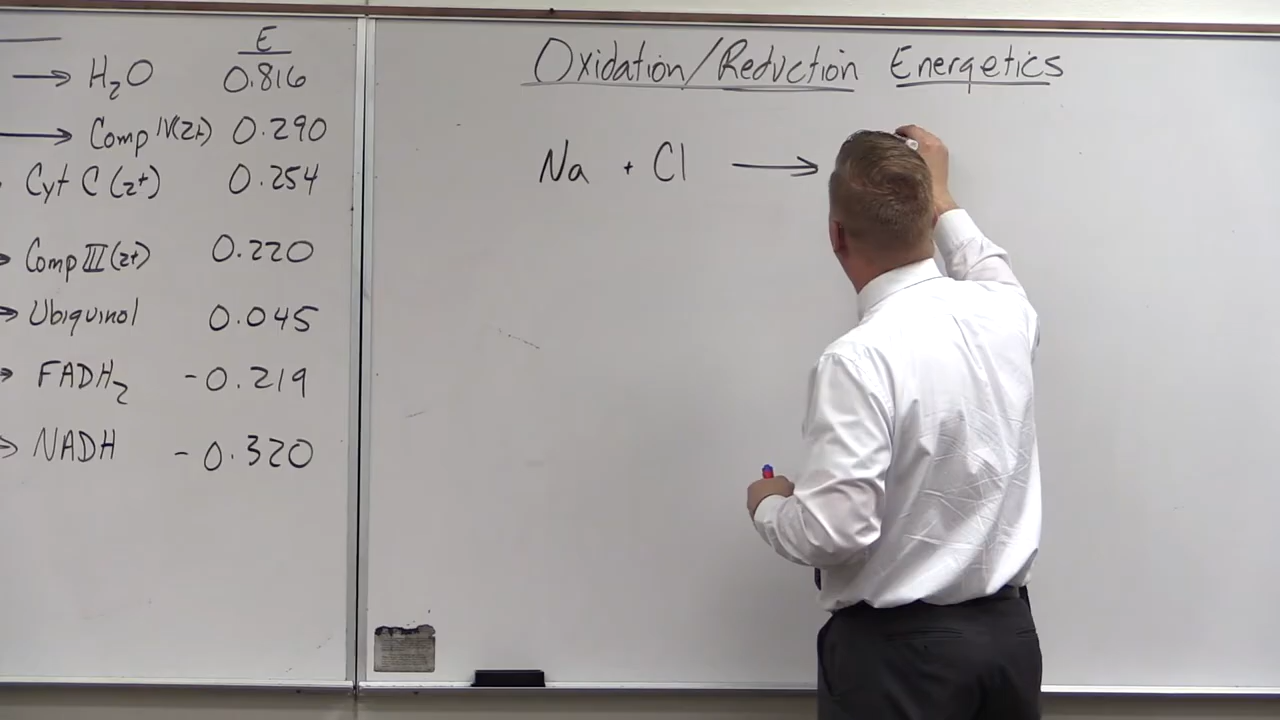 E
→ H₂O 0.816
→ Comp IV(2+) 0.290
Cyt C (2+) 0.254
→ Comp III (2+) 0.220
→ Ubiquinol 0.045
→ FADH₂ -0.219
→ NADH -0.320
Oxidation/Reduction Energetics
Na + Cl →